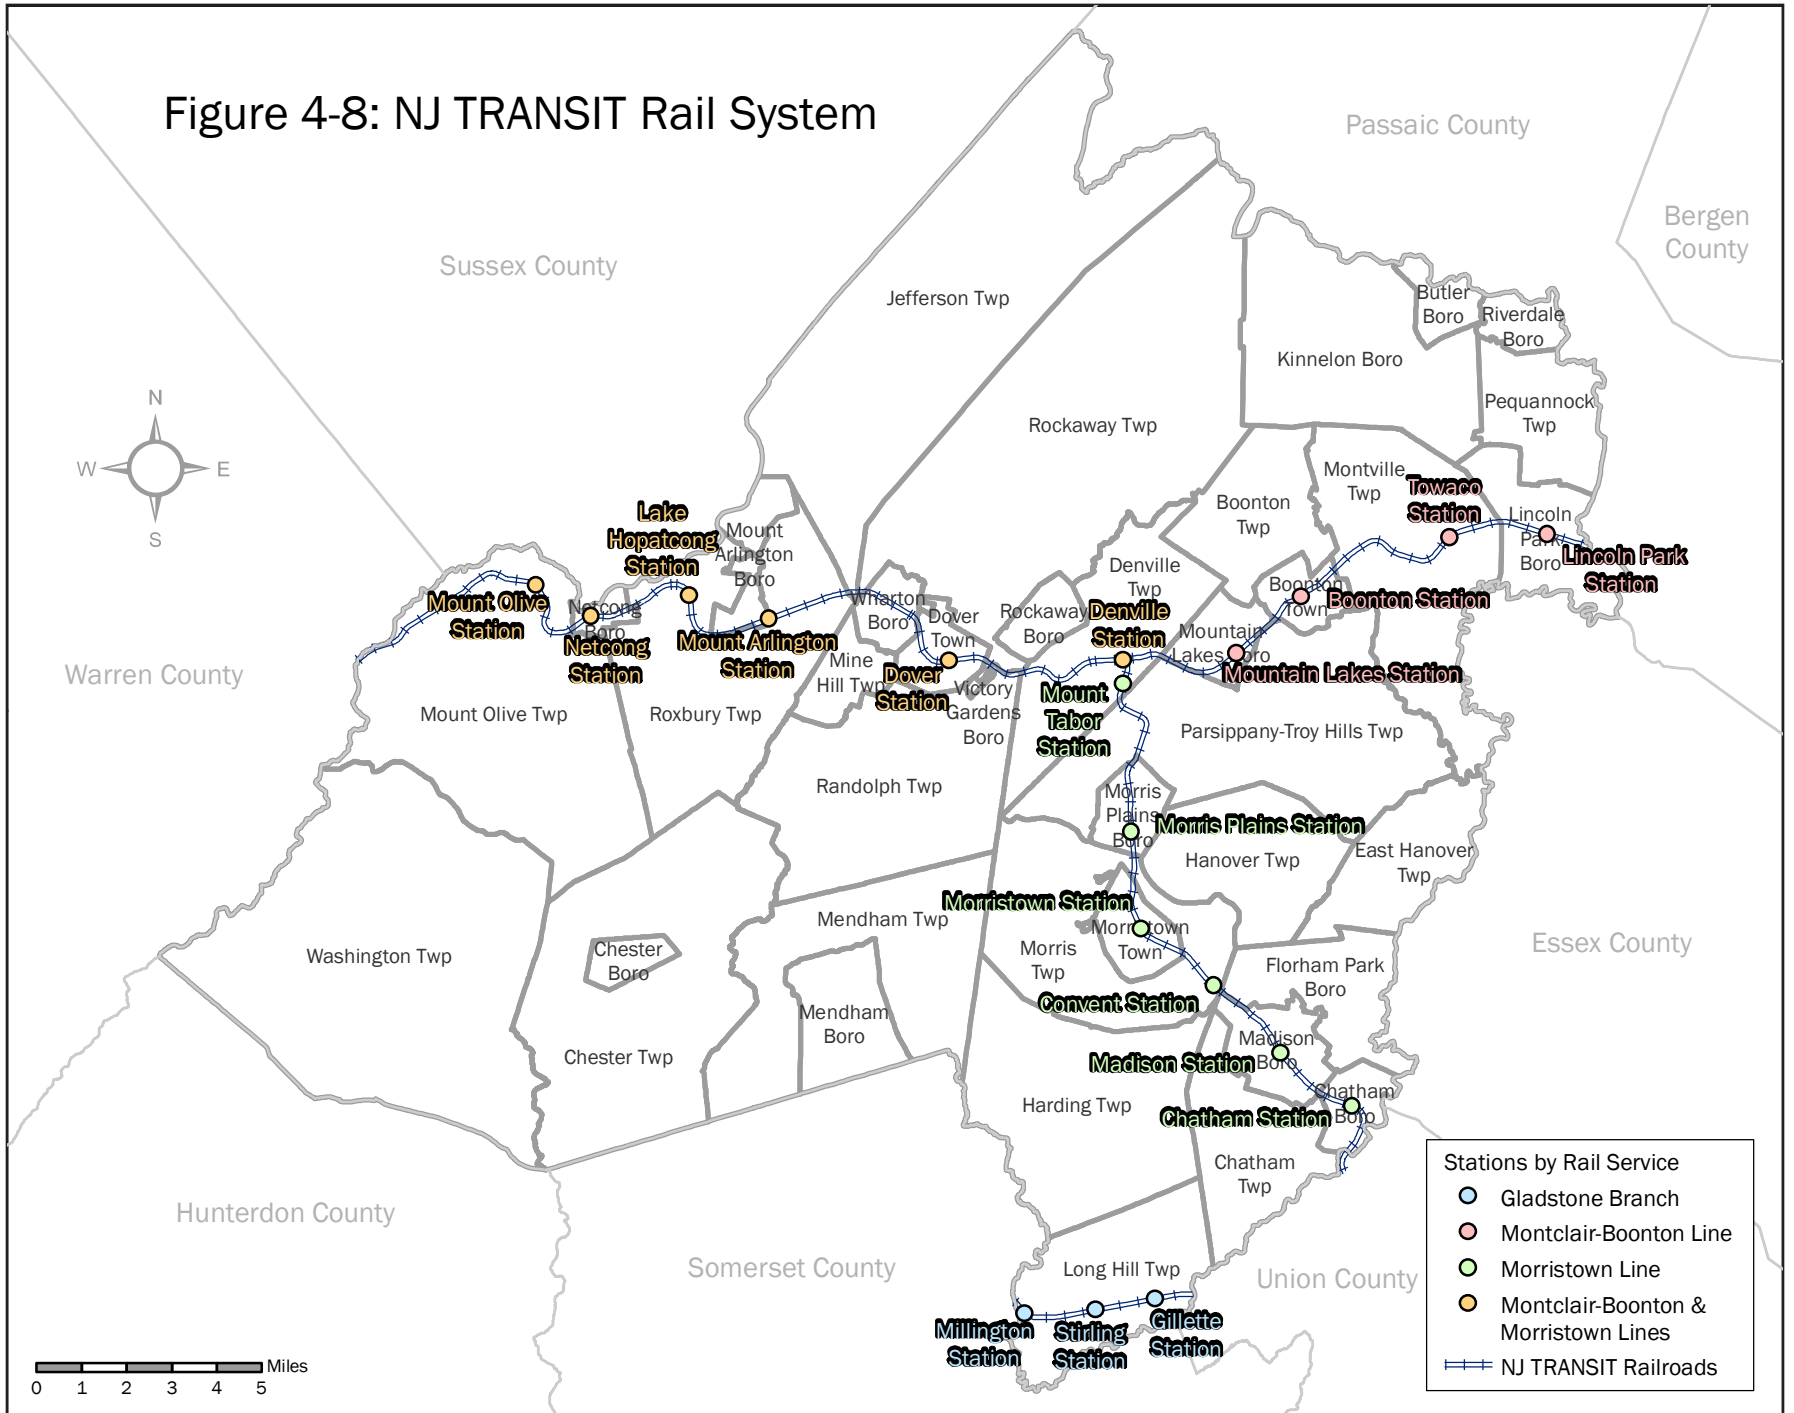 Figure 4-8: NJ TRANSIT Rail System
Passaic County
Bergen
County
Sussex County
Jefferson Twp
Butler
Boro
Riverdale
Boro
Kinnelon Boro
Pequannock
Twp
Rockaway Twp
N
W
E
S
Montville
Twp
Towaco
Station
Boonton
Twp
Lincoln
Park
Boro
Lincoln Park
Station
Lake
Hopatcong
Station
Mount
Arlington
Boro
Denville
Twp
Boonton
Town
Boonton Station
Mount Olive
Station
Netcong
Boro
Netcong
Station
Wharton
Boro
Dover
Town
Rockaway
Boro
Denville
Station
Mountain
Lakes Boro
Mountain Lakes Station
Mount Arlington
Station
Mine
Hill Twp
Dover
Station
Victory
Gardens
Boro
Mount
Tabor
Station
Warren County
Mount Olive Twp
Roxbury Twp
Parsippany-Troy Hills Twp
Randolph Twp
Morris
Plains
Boro
Morris Plains Station
Hanover Twp
East Hanover
Twp
Morristown Station
Morristown
Town
Mendham Twp
Morris
Twp
Washington Twp
Chester
Boro
Essex County
Florham Park
Boro
Convent Station
Mendham
Boro
Chester Twp
Madison
Boro
Madison Station
Harding Twp
Chatham
Boro
Chatham Station
Chatham
Twp
Hunterdon County
Somerset County
Long Hill Twp
Union County
Millington
Station
Stirling
Station
Gillette
Station
Stations by Rail Service
Gladstone Branch
Montclair-Boonton Line
Morristown Line
Montclair-Boonton &
Morristown Lines
NJ TRANSIT Railroads
Miles
0 1 2 3 4 5